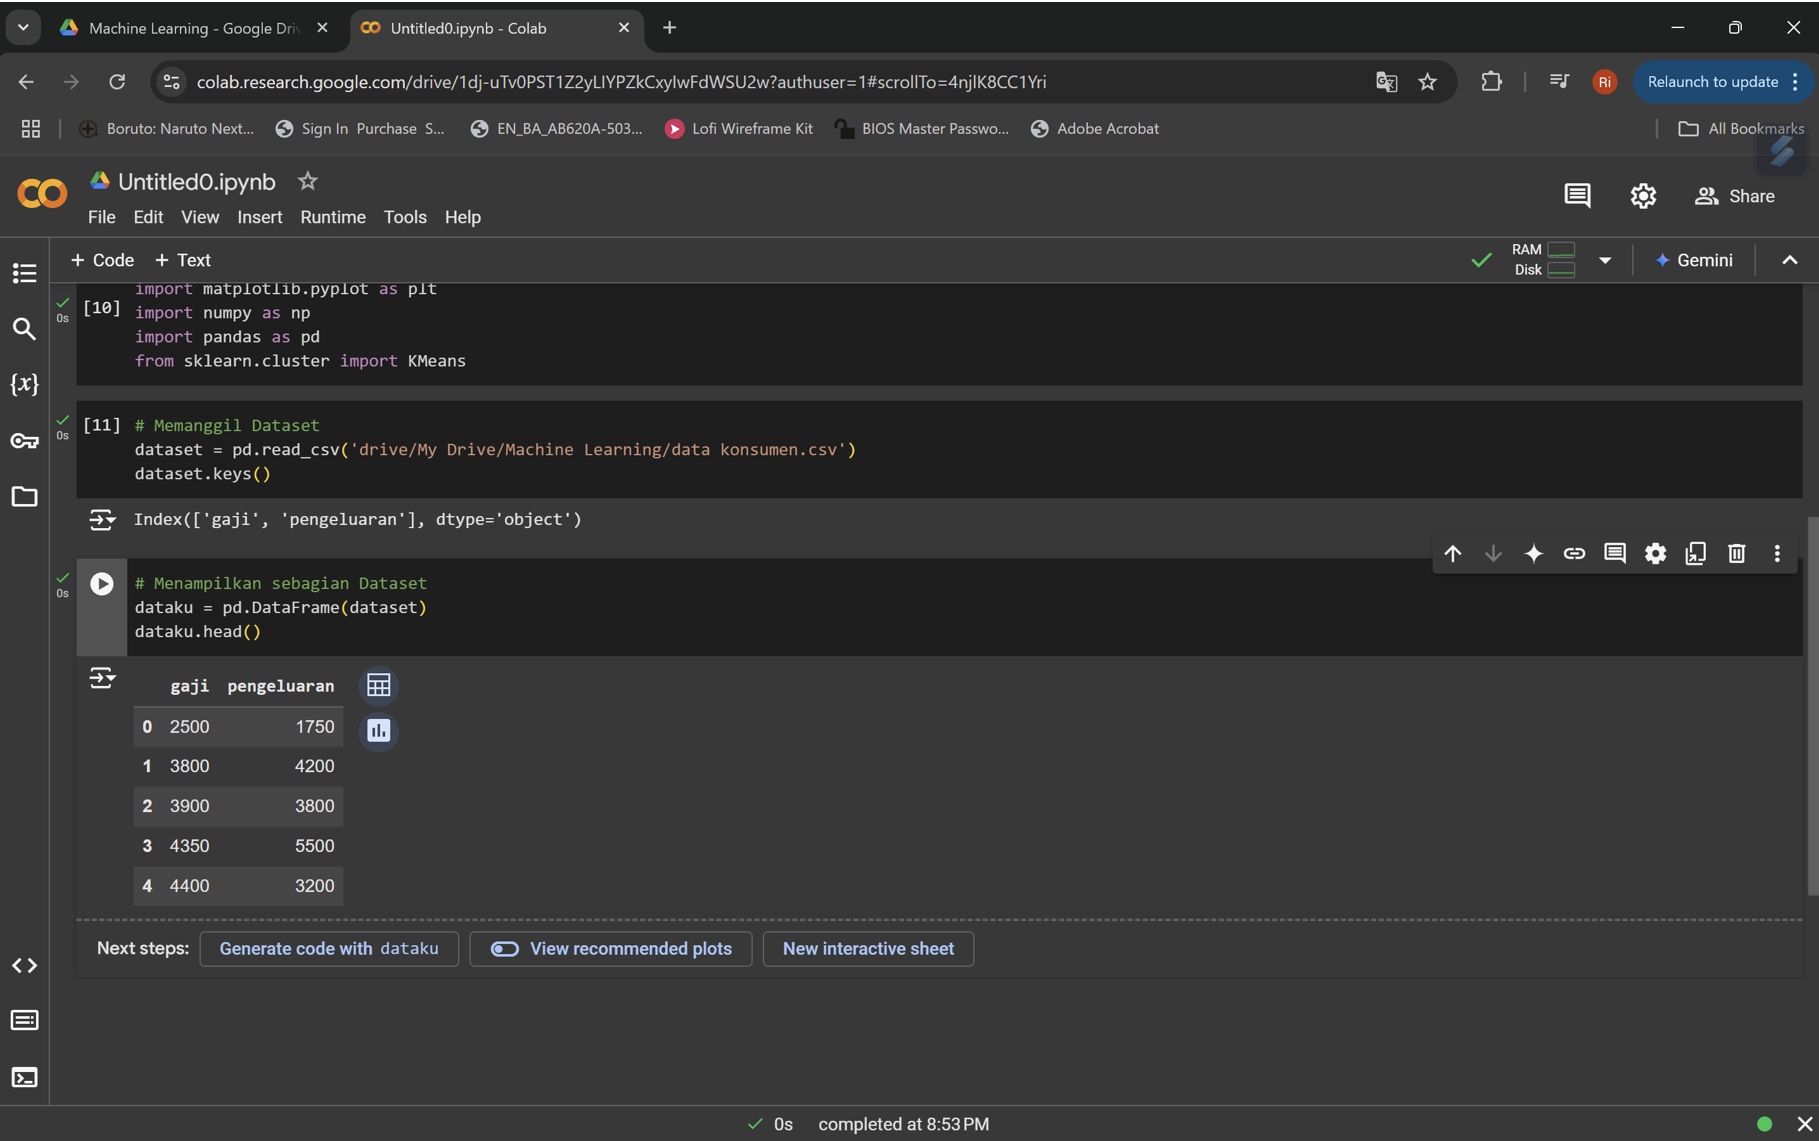 Machine Learning - Google Driv
Untitled0.ipynb - Colab
colab.research.google.com/drive/1dj-uTv0PST1Z2yLIYPZkCxyIwFdWSU2w?authuser=1#scrollTo=4njlK8CC1Yri
Ri
Relaunch to update
Boruto: Naruto Next...
Sign In Purchase S...
EN_BA_AB620A-503...
Lofi Wireframe Kit
BIOS Master Passwo...
Adobe Acrobat
All Bookmarks
Untitled0.ipynb
Share
File Edit View Insert Runtime Tools Help
+ Code + Text
RAM
Disk
Gemini
import matplotlib.pyplot as plt
0s [10] import numpy as np
import pandas as pd
from sklearn.cluster import KMeans
0s [11] # Memanggil Dataset
dataset = pd.read_csv('drive/My Drive/Machine Learning/data konsumen.csv')
dataset.keys()
Index(['gaji', 'pengeluaran'], dtype='object')
0s # Menampilkan sebagian Dataset
dataku = pd.DataFrame(dataset)
dataku.head()
gaji pengeluaran
0 2500 1750
1 3800 4200
2 3900 3800
3 4350 5500
4 4400 3200
Next steps: Generate code with dataku View recommended plots New interactive sheet
{x}
0s completed at 8:53 PM